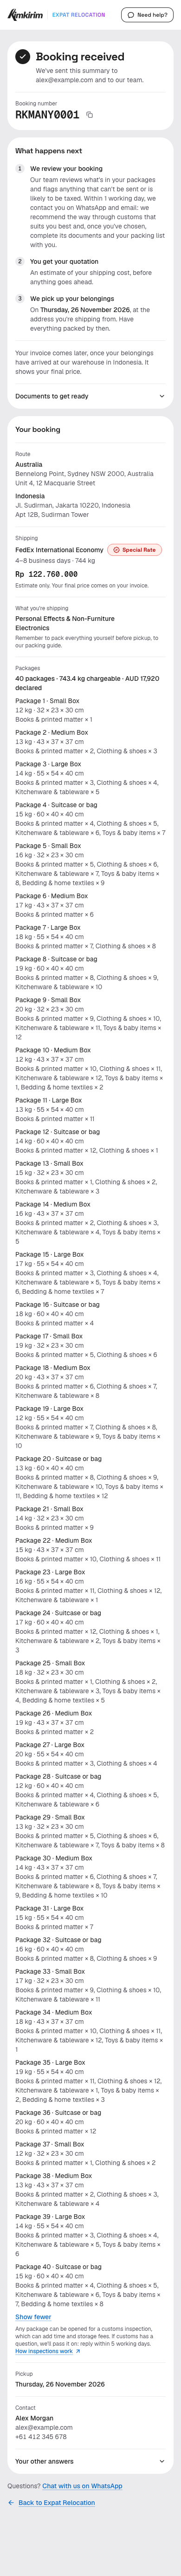 Kmkirim EXPAT RELOCATION Need help?
Booking received
We've sent this summary to
alex@example.com and to our team.
Booking number
RKMANY0001
What happens next
1 We review your booking
Our team reviews what's in your packages
and flags anything that can't be sent or is
likely to be taxed. Within 1 working day, we
contact you on WhatsApp and email: we
recommend the way through customs that
suits you best and, once you've chosen,
complete its documents and your packing list
with you.
2 You get your quotation
An estimate of your shipping cost, before
anything goes ahead.
3 We pick up your belongings
On Thursday, 26 November 2026, at the
address you're shipping from. Have
everything packed by then.
Your invoice comes later, once your belongings
have arrived at our warehouse in Indonesia. It
shows your final price.
Documents to get ready
Your booking
Route
Australia
Bennelong Point, Sydney NSW 2000, Australia
Unit 4, 12 Macquarie Street
Indonesia
Jl. Sudirman, Jakarta 10220, Indonesia
Apt 12B, Sudirman Tower
Shipping
FedEx International Economy Special Rate
4–8 business days · 744 kg
Rp 122.760.000
Estimate only. Your final price comes on your invoice.
What you're shipping
Personal Effects & Non-Furniture
Electronics
Remember to pack everything yourself before pickup, to
our packing guide.
Packages
40 packages · 743.4 kg chargeable · AUD 17,920
declared
Package 1 · Small Box
12 kg · 32 × 23 × 30 cm
Books & printed matter × 1
Package 2 · Medium Box
13 kg · 43 × 37 × 37 cm
Books & printed matter × 2, Clothing & shoes × 3
Package 3 · Large Box
14 kg · 55 × 54 × 40 cm
Books & printed matter × 3, Clothing & shoes × 4,
Kitchenware & tableware × 5
Package 4 · Suitcase or bag
15 kg · 60 × 40 × 40 cm
Books & printed matter × 4, Clothing & shoes × 5,
Kitchenware & tableware × 6, Toys & baby items × 7
Package 5 · Small Box
16 kg · 32 × 23 × 30 cm
Books & printed matter × 5, Clothing & shoes × 6,
Kitchenware & tableware × 7, Toys & baby items ×
8, Bedding & home textiles × 9
Package 6 · Medium Box
17 kg · 43 × 37 × 37 cm
Books & printed matter × 6
Package 7 · Large Box
18 kg · 55 × 54 × 40 cm
Books & printed matter × 7, Clothing & shoes × 8
Package 8 · Suitcase or bag
19 kg · 60 × 40 × 40 cm
Books & printed matter × 8, Clothing & shoes × 9,
Kitchenware & tableware × 10
Package 9 · Small Box
20 kg · 32 × 23 × 30 cm
Books & printed matter × 9, Clothing & shoes × 10,
Kitchenware & tableware × 11, Toys & baby items ×
12
Package 10 · Medium Box
12 kg · 43 × 37 × 37 cm
Books & printed matter × 10, Clothing & shoes × 11,
Kitchenware & tableware × 12, Toys & baby items ×
1, Bedding & home textiles × 2
Package 11 · Large Box
13 kg · 55 × 54 × 40 cm
Books & printed matter × 11
Package 12 · Suitcase or bag
14 kg · 60 × 40 × 40 cm
Books & printed matter × 12, Clothing & shoes × 1
Package 13 · Small Box
15 kg · 32 × 23 × 30 cm
Books & printed matter × 1, Clothing & shoes × 2,
Kitchenware & tableware × 3
Package 14 · Medium Box
16 kg · 43 × 37 × 37 cm
Books & printed matter × 2, Clothing & shoes × 3,
Kitchenware & tableware × 4, Toys & baby items ×
5
Package 15 · Large Box
17 kg · 55 × 54 × 40 cm
Books & printed matter × 3, Clothing & shoes × 4,
Kitchenware & tableware × 5, Toys & baby items ×
6, Bedding & home textiles × 7
Package 16 · Suitcase or bag
18 kg · 60 × 40 × 40 cm
Books & printed matter × 4
Package 17 · Small Box
19 kg · 32 × 23 × 30 cm
Books & printed matter × 5, Clothing & shoes × 6
Package 18 · Medium Box
20 kg · 43 × 37 × 37 cm
Books & printed matter × 6, Clothing & shoes × 7,
Kitchenware & tableware × 8
Package 19 · Large Box
12 kg · 55 × 54 × 40 cm
Books & printed matter × 7, Clothing & shoes × 8,
Kitchenware & tableware × 9, Toys & baby items ×
10
Package 20 · Suitcase or bag
13 kg · 60 × 40 × 40 cm
Books & printed matter × 8, Clothing & shoes × 9,
Kitchenware & tableware × 10, Toys & baby items ×
11, Bedding & home textiles × 12
Package 21 · Small Box
14 kg · 32 × 23 × 30 cm
Books & printed matter × 9
Package 22 · Medium Box
15 kg · 43 × 37 × 37 cm
Books & printed matter × 10, Clothing & shoes × 11
Package 23 · Large Box
16 kg · 55 × 54 × 40 cm
Books & printed matter × 11, Clothing & shoes × 12,
Kitchenware & tableware × 1
Package 24 · Suitcase or bag
17 kg · 60 × 40 × 40 cm
Books & printed matter × 12, Clothing & shoes × 1,
Kitchenware & tableware × 2, Toys & baby items ×
3
Package 25 · Small Box
18 kg · 32 × 23 × 30 cm
Books & printed matter × 1, Clothing & shoes × 2,
Kitchenware & tableware × 3, Toys & baby items ×
4, Bedding & home textiles × 5
Package 26 · Medium Box
19 kg · 43 × 37 × 37 cm
Books & printed matter × 2
Package 27 · Large Box
20 kg · 55 × 54 × 40 cm
Books & printed matter × 3, Clothing & shoes × 4
Package 28 · Suitcase or bag
12 kg · 60 × 40 × 40 cm
Books & printed matter × 4, Clothing & shoes × 5,
Kitchenware & tableware × 6
Package 29 · Small Box
13 kg · 32 × 23 × 30 cm
Books & printed matter × 5, Clothing & shoes × 6,
Kitchenware & tableware × 7, Toys & baby items × 8
Package 30 · Medium Box
14 kg · 43 × 37 × 37 cm
Books & printed matter × 6, Clothing & shoes × 7,
Kitchenware & tableware × 8, Toys & baby items ×
9, Bedding & home textiles × 10
Package 31 · Large Box
15 kg · 55 × 54 × 40 cm
Books & printed matter × 7
Package 32 · Suitcase or bag
16 kg · 60 × 40 × 40 cm
Books & printed matter × 8, Clothing & shoes × 9
Package 33 · Small Box
17 kg · 32 × 23 × 30 cm
Books & printed matter × 9, Clothing & shoes × 10,
Kitchenware & tableware × 11
Package 34 · Medium Box
18 kg · 43 × 37 × 37 cm
Books & printed matter × 10, Clothing & shoes × 11,
Kitchenware & tableware × 12, Toys & baby items ×
1
Package 35 · Large Box
19 kg · 55 × 54 × 40 cm
Books & printed matter × 11, Clothing & shoes × 12,
Kitchenware & tableware × 1, Toys & baby items ×
2, Bedding & home textiles × 3
Package 36 · Suitcase or bag
20 kg · 60 × 40 × 40 cm
Books & printed matter × 12
Package 37 · Small Box
12 kg · 32 × 23 × 30 cm
Books & printed matter × 1, Clothing & shoes × 2
Package 38 · Medium Box
13 kg · 43 × 37 × 37 cm
Books & printed matter × 2, Clothing & shoes × 3,
Kitchenware & tableware × 4
Package 39 · Large Box
14 kg · 55 × 54 × 40 cm
Books & printed matter × 3, Clothing & shoes × 4,
Kitchenware & tableware × 5, Toys & baby items ×
6
Package 40 · Suitcase or bag
15 kg · 60 × 40 × 40 cm
Books & printed matter × 4, Clothing & shoes × 5,
Kitchenware & tableware × 6, Toys & baby items ×
7, Bedding & home textiles × 8
Show fewer
Any package can be opened for a customs inspection,
which can add time and storage fees. If customs has a
question, we'll pass it on: reply within 5 working days.
How inspections work
Pickup
Thursday, 26 November 2026
Contact
Alex Morgan
alex@example.com
+61 412 345 678
Your other answers
Questions? Chat with us on WhatsApp
Back to Expat Relocation